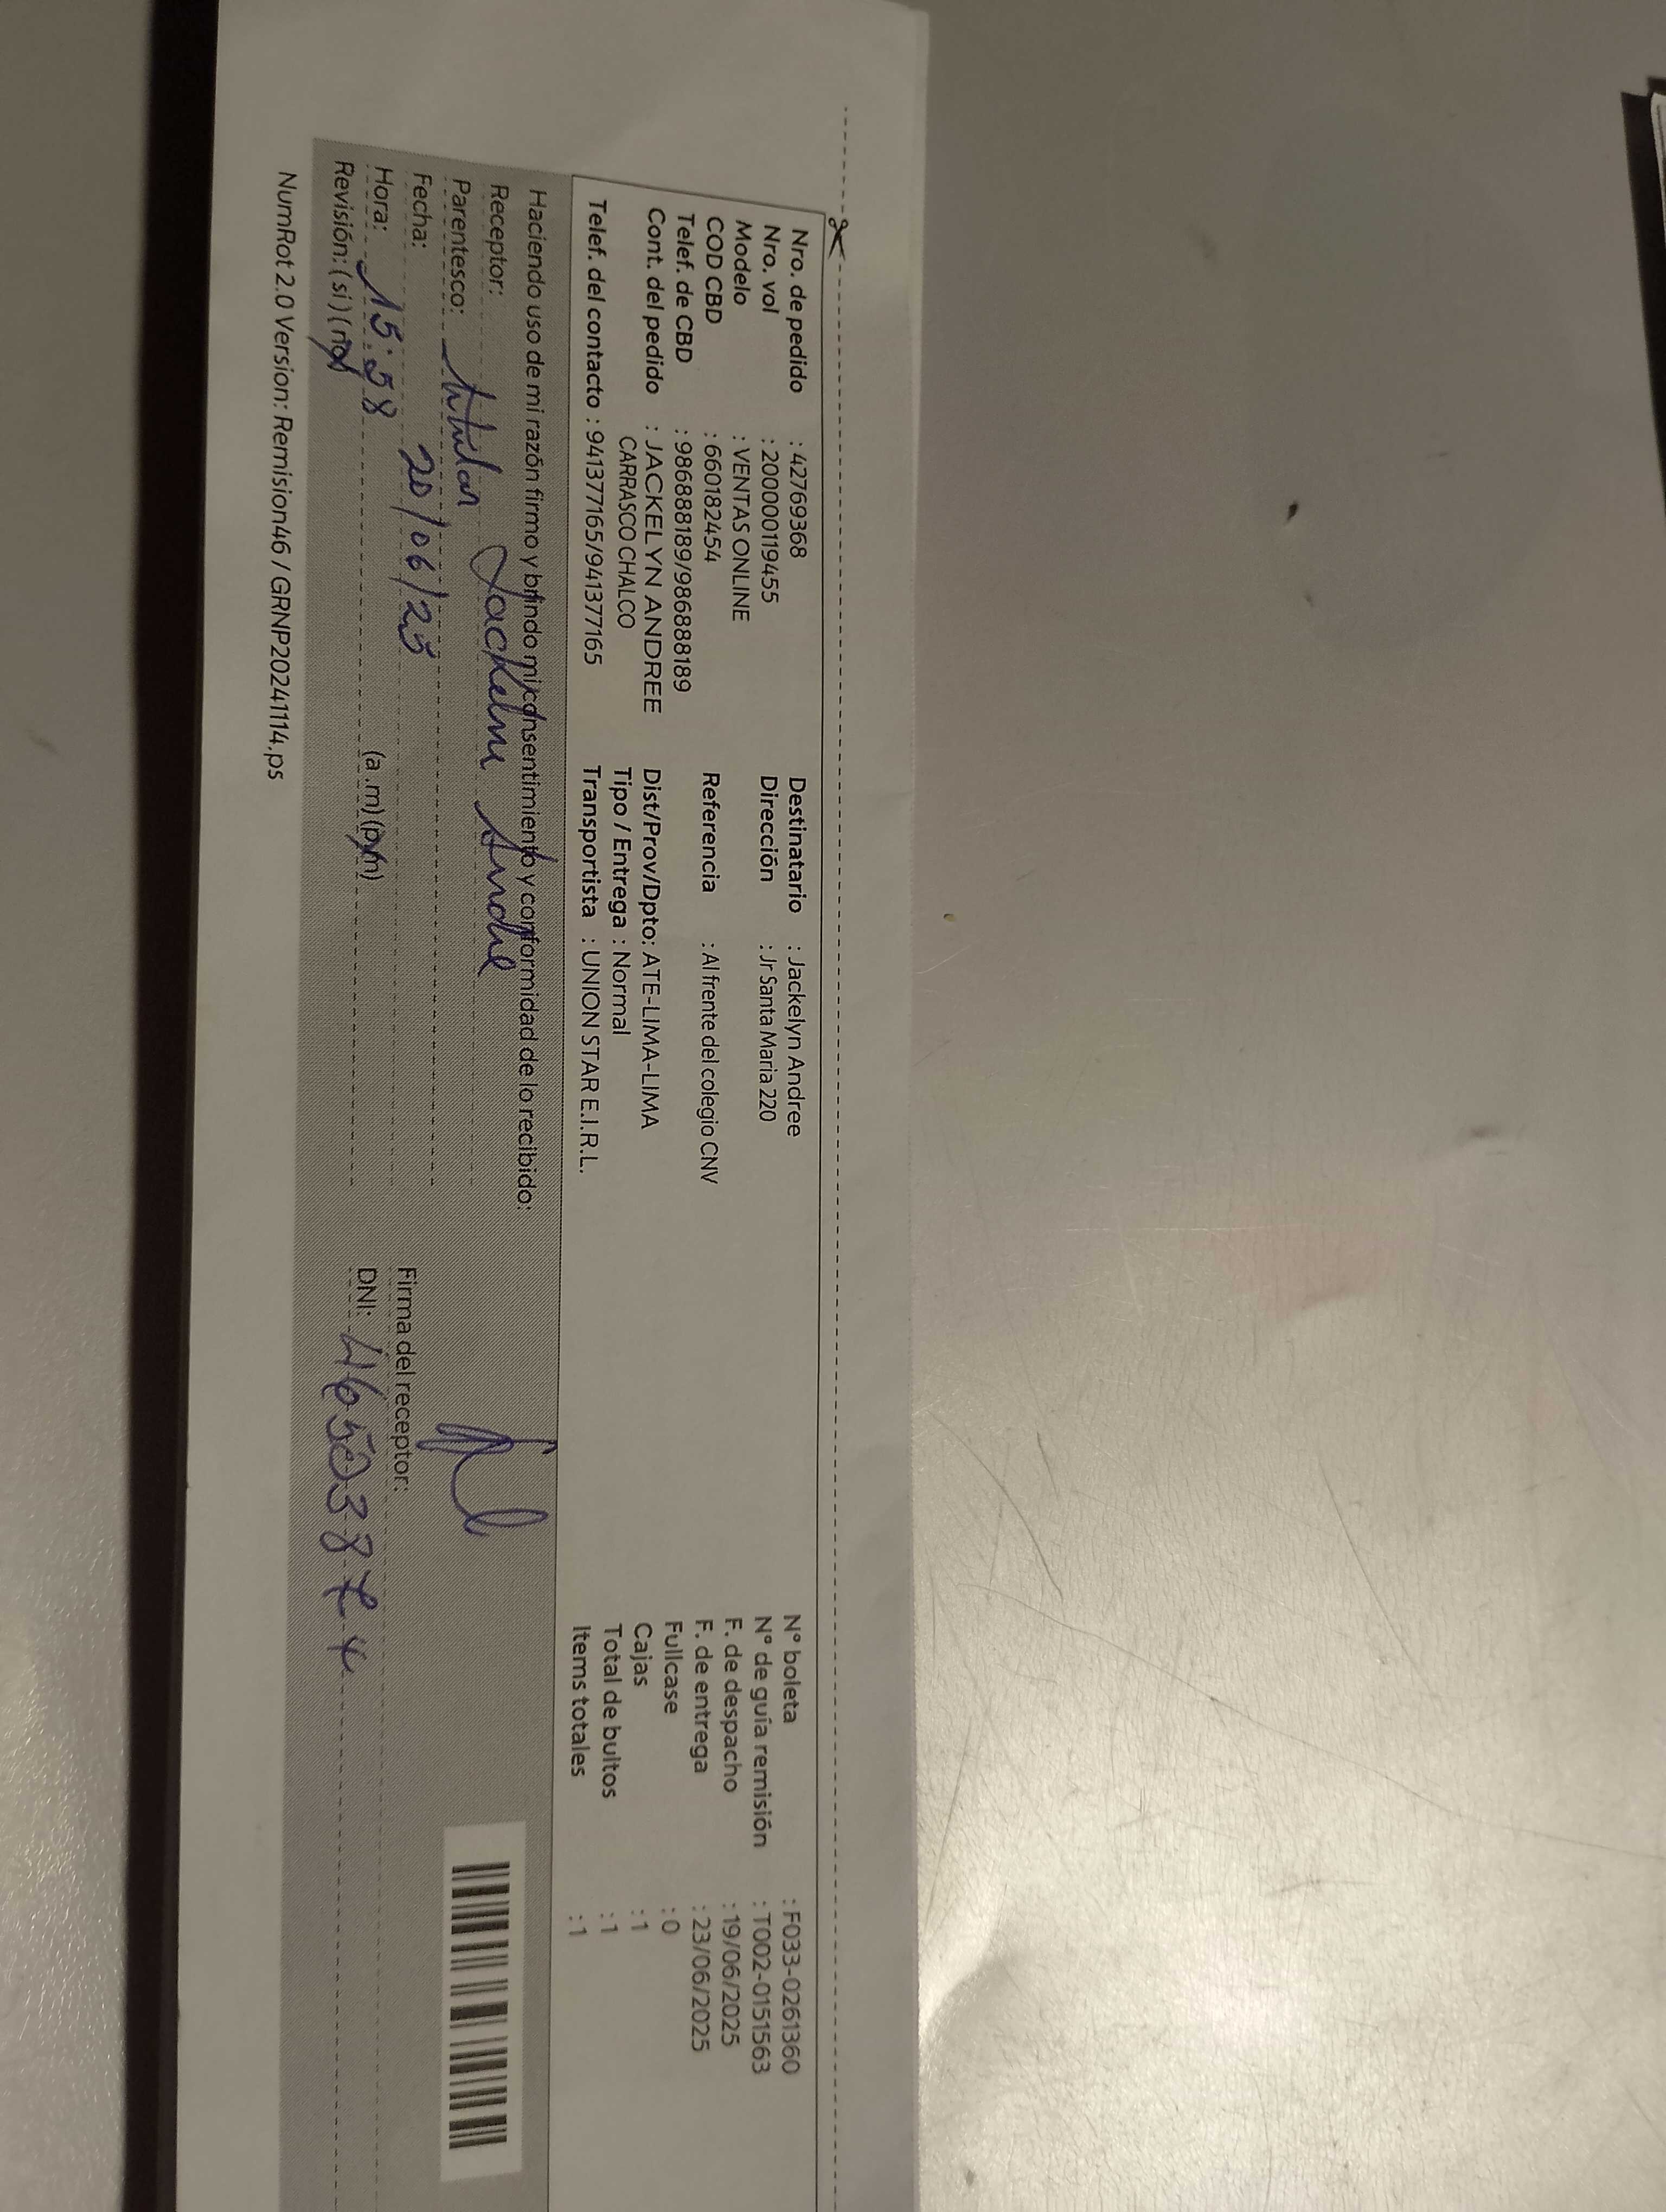 Nro. de pedido : 42769368
Nro. vol : 2000000119455
Modelo : VENTAS ONLINE
COD CBD : 660182454
Telef. de CBD : 986888189/986888189
Cont. del pedido : JACKELYN ANDREE
CARRASCO CHALCO
Telef. del contacto : 941377165/941377165
Destinatario : Jackelyn Andree
Dirección : Jr Santa Maria 220
Referencia : Al frente del colegio CNV
Dist/Prov/Dpto: ATE-LIMA-LIMA
Tipo / Entrega : Normal
Transportista : UNION STAR E.I.R.L.
N° boleta : F033-0261360
N° de guía remisión : T002-0151563
F. de despacho : 19/06/2025
F. de entrega : 23/06/2025
Fullcase : 0
Cajas : 1
Total de bultos : 1
Items totales : 1
Haciendo uso de mi razón firmo y brindo mi consentimiento y conformidad de lo recibido:
Receptor:
Parentesco: titular
Fecha: 20/06/25
Hora: 15:58 (a.m)(p.m)
Revisión: (si) (no)
Firma del receptor:
DNI:
NumRot 2.0 Version: Remision46 / GRNP20241114.ps